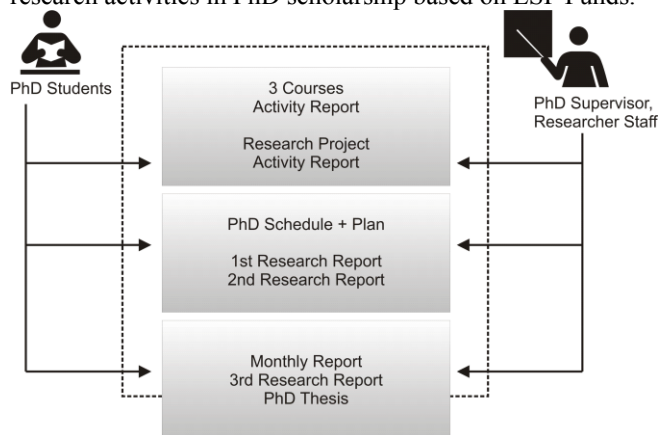 research activities in PhD scholarship based on ESF Funds.
PhD Students
3 Courses
Activity Report
Research Project
Activity Report
PhD Supervisor,
Researcher Staff
PhD Schedule + Plan
1st Research Report
2nd Research Report
Monthly Report
3rd Research Report
PhD Thesis